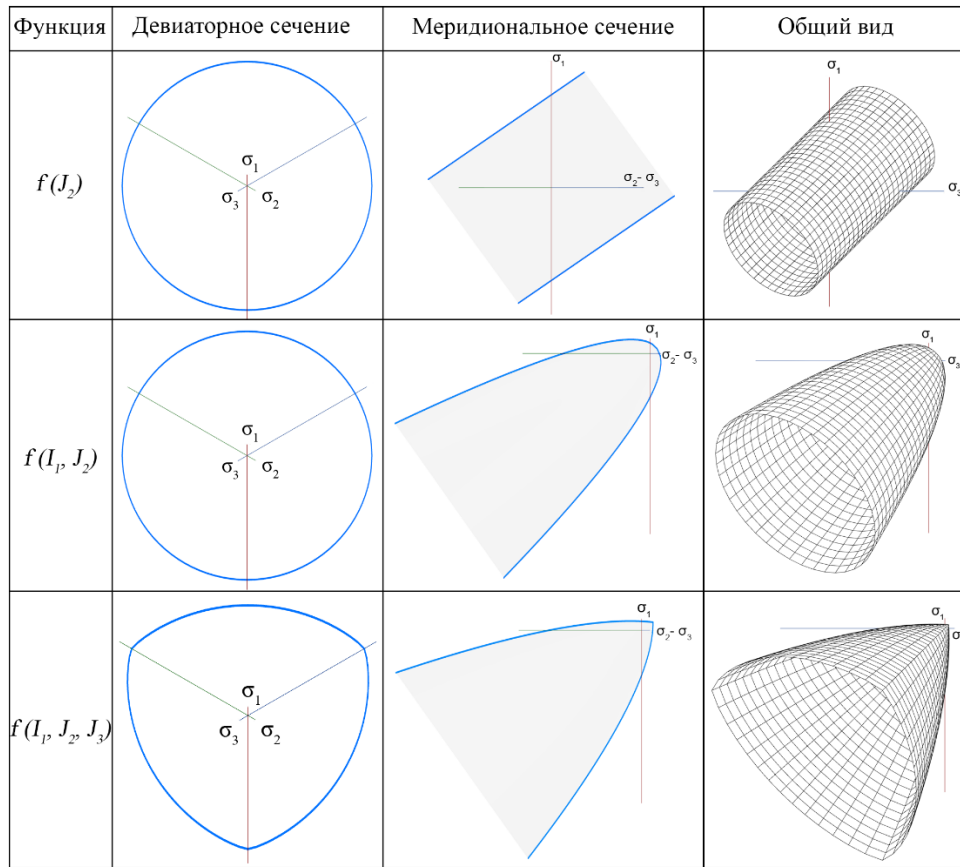 Функция Девиаторное сечение Меридиональное сечение Общий вид
f (J₂)
σ₁
σ₃ σ₂
σ₁
σ₂- σ₃
σ₁
σ₃
f (I₁, J₂)
σ₁
σ₃ σ₂
σ₁
σ₂- σ₃
σ₁
σ₃
f (I₁, J₂, J₃)
σ₁
σ₃ σ₂
σ₁
σ₂- σ₃
σ₁
σ